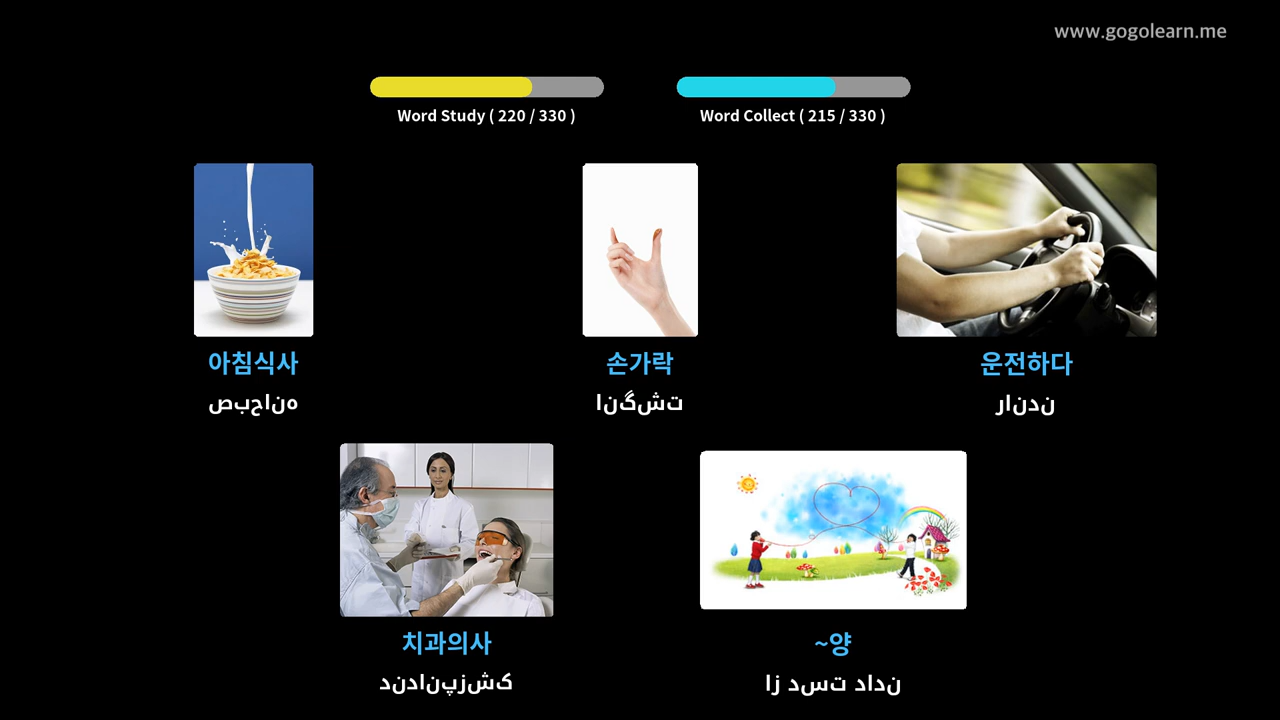 www.gogolearn.me
Word Study ( 220 / 330 )
Word Collect ( 215 / 330 )
아침식사
صبحانه
손가락
انگشت
운전하다
راندن
치과의사
دندانپزشک
~양
از دست دادن